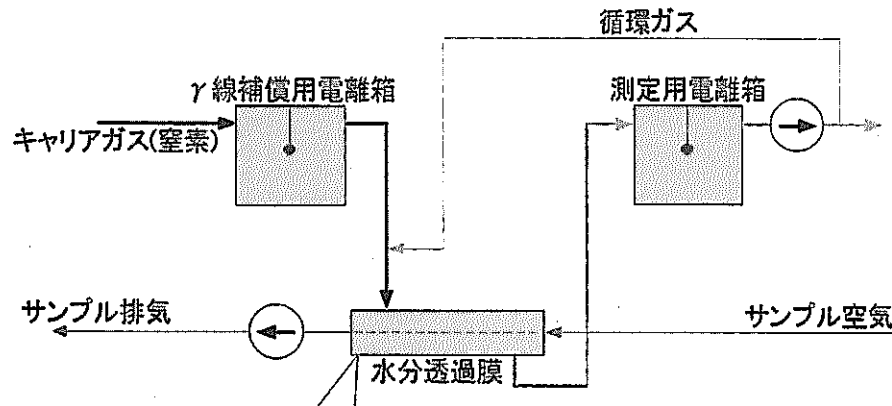 循環ガス
γ線補償用電離箱
測定用電離箱
キャリアガス(窒素)
サンプル排気
サンプル空気
水分透過膜